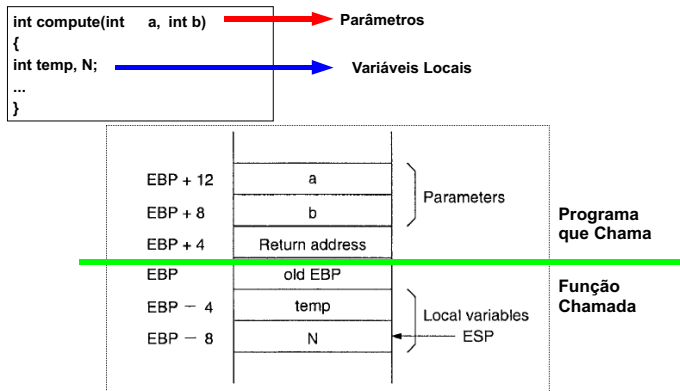 int compute(int a, int b)
{
int temp, N;
...
}
Parâmetros
Variáveis Locais
EBP + 12 a
EBP + 8 b
Parameters
EBP + 4 Return address
EBP old EBP
EBP − 4 temp
EBP − 8 N
Local variables
ESP
Programa
que Chama
Função
Chamada